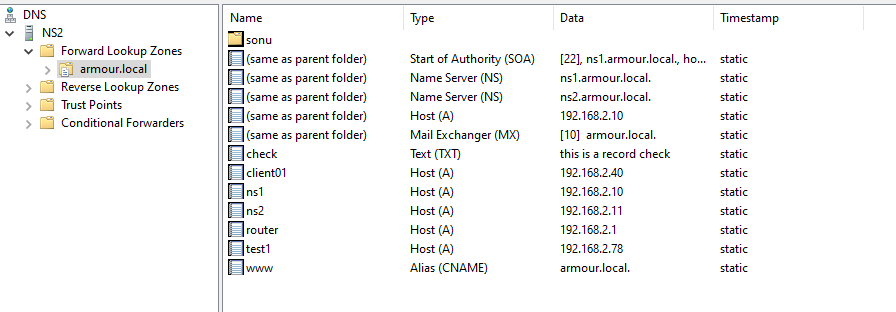 DNS
NS2
Forward Lookup Zones
armour.local
Reverse Lookup Zones
Trust Points
Conditional Forwarders
Name Type Data Timestamp
sonu
(same as parent folder) Start of Authority (SOA) [22], ns1.armour.local., ho... static
(same as parent folder) Name Server (NS) ns1.armour.local. static
(same as parent folder) Name Server (NS) ns2.armour.local. static
(same as parent folder) Host (A) 192.168.2.10 static
(same as parent folder) Mail Exchanger (MX) [10] armour.local. static
check Text (TXT) this is a record check static
client01 Host (A) 192.168.2.40 static
ns1 Host (A) 192.168.2.10 static
ns2 Host (A) 192.168.2.11 static
router Host (A) 192.168.2.1 static
test1 Host (A) 192.168.2.78 static
www Alias (CNAME) armour.local. static